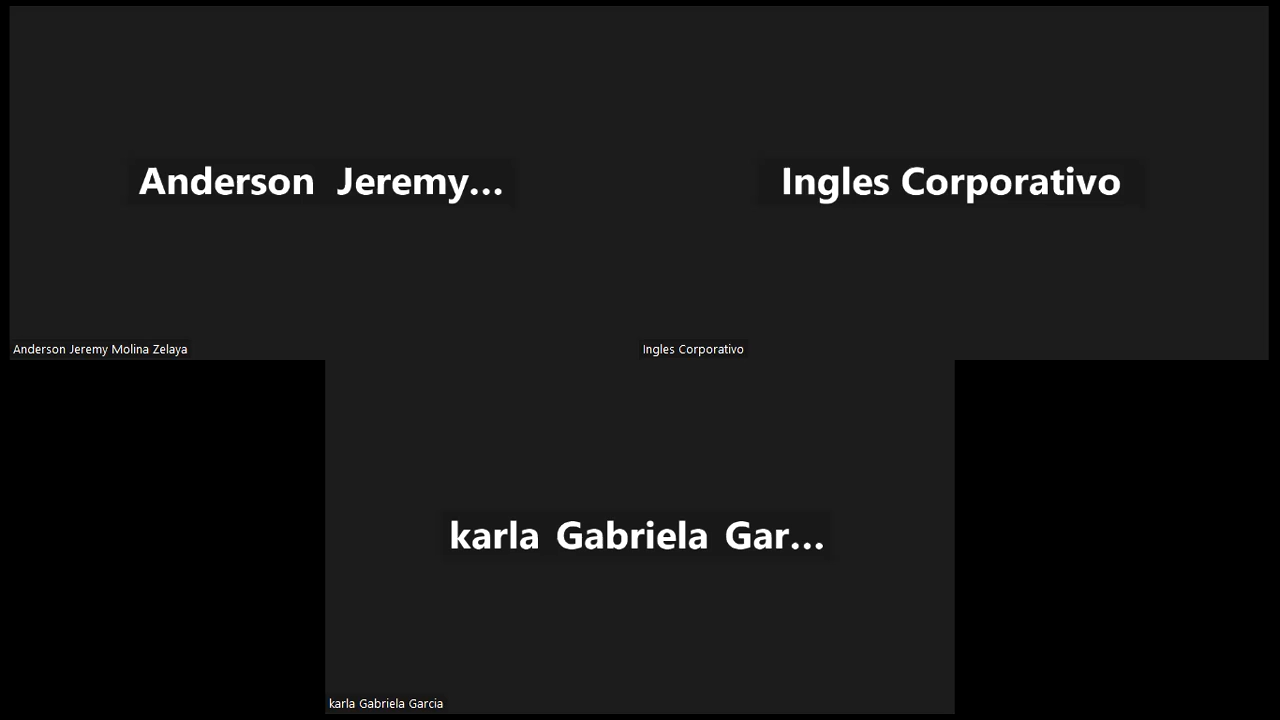 Anderson Jeremy...
Ingles Corporativo
Anderson Jeremy Molina Zelaya
Ingles Corporativo
karla Gabriela Gar...
karla Gabriela Garcia